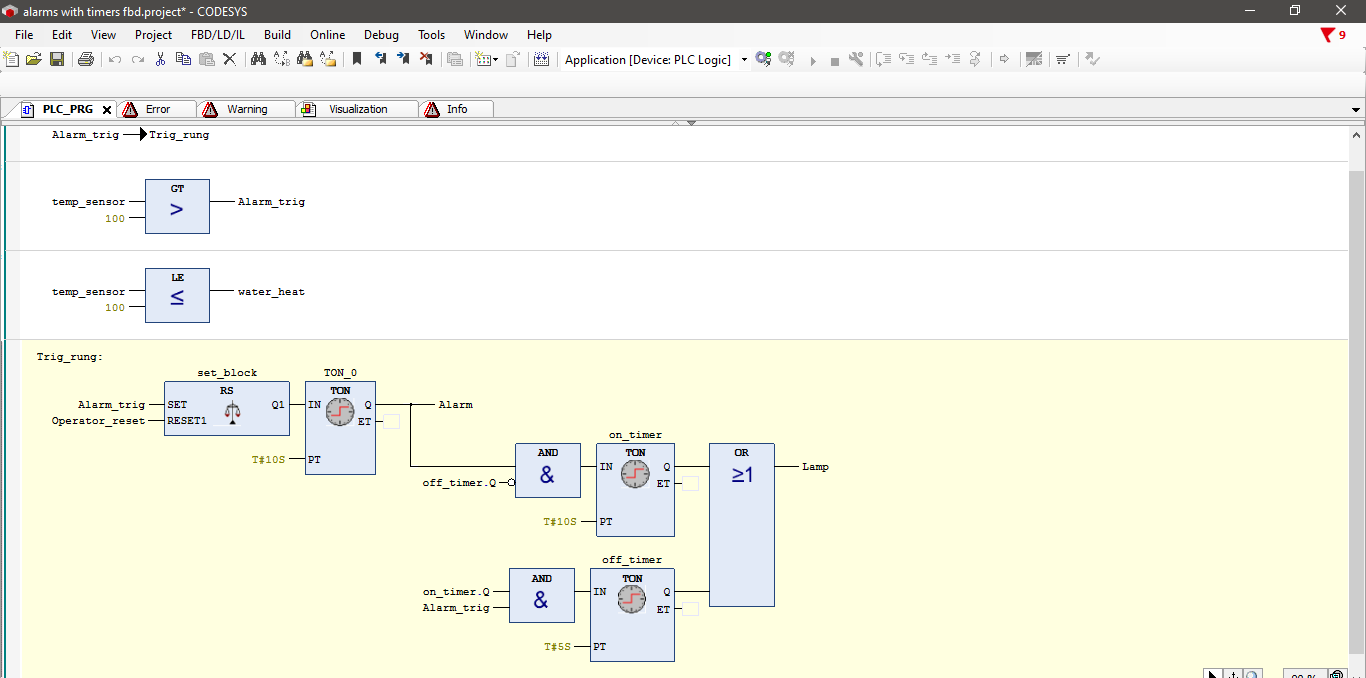 alarms with timers fbd.project* - CODESYS
File Edit View Project FBD/LD/IL Build Online Debug Tools Window Help
9
Application [Device: PLC Logic]
PLC_PRG Error Warning Visualization Info
Alarm_trig Trig_rung
GT
temp_sensor > Alarm_trig
100
LE
temp_sensor ≤ water_heat
100
Trig_rung:
set_block TON_0
RS TON
Alarm_trig SET Q1 IN Q Alarm
Operator_reset RESET1 ET
T#10S PT
on_timer
AND TON OR
& IN Q ≥1 Lamp
off_timer.Q ET
T#10S PT
off_timer
AND TON
on_timer.Q & IN Q
Alarm_trig ET
T#5S PT